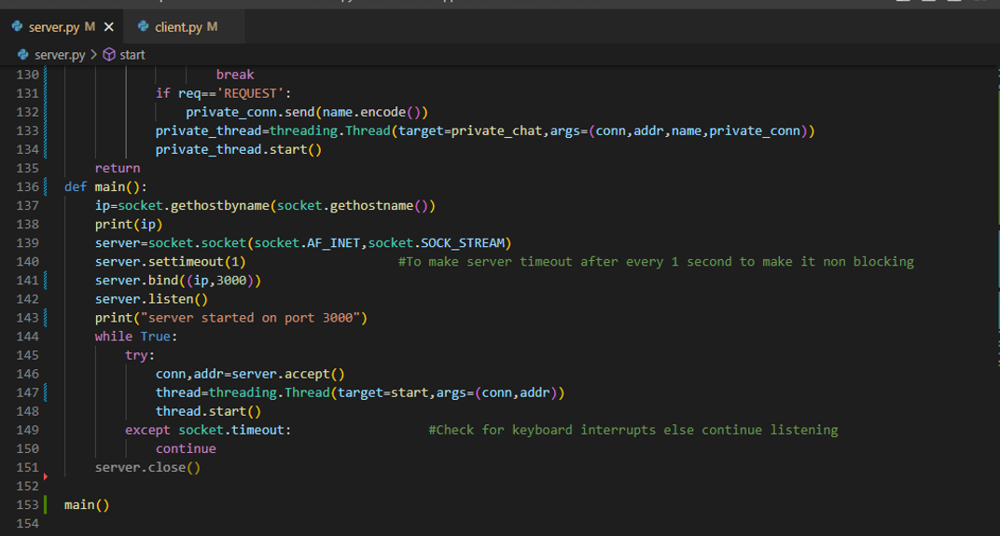 server.py M X client.py M
server.py > start
130 break
131 if req=='REQUEST':
132 private_conn.send(name.encode())
133 private_thread=threading.Thread(target=private_chat,args=(conn,addr,name,private_conn))
134 private_thread.start()
135 return
136 def main():
137 ip=socket.gethostbyname(socket.gethostname())
138 print(ip)
139 server=socket.socket(socket.AF_INET,socket.SOCK_STREAM)
140 server.settimeout(1) #To make server timeout after every 1 second to make it non blocking
141 server.bind((ip,3000))
142 server.listen()
143 print("server started on port 3000")
144 while True:
145 try:
146 conn,addr=server.accept()
147 thread=threading.Thread(target=start,args=(conn,addr))
148 thread.start()
149 except socket.timeout: #Check for keyboard interrupts else continue listening
150 continue
151 server.close()
152
153 main()
154